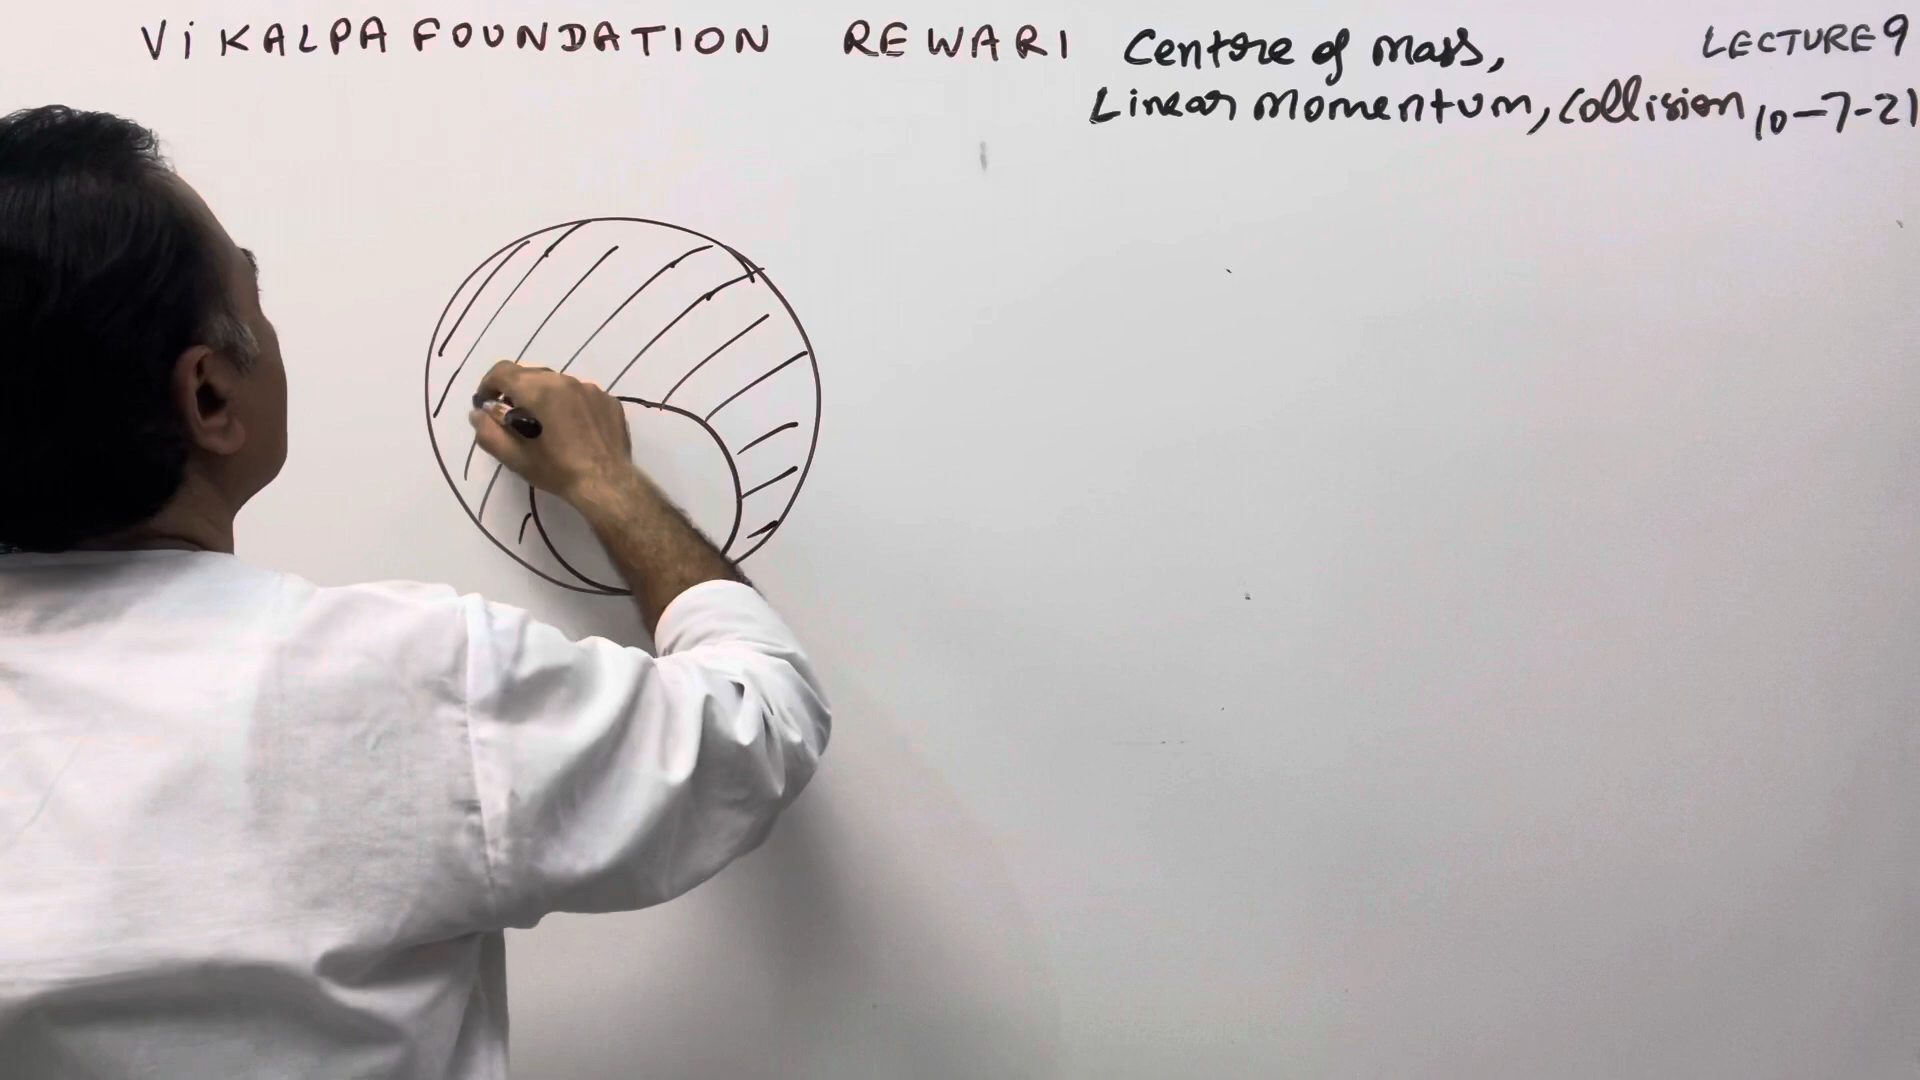 ViKALPA FOUNDATION REWARI
Centre of Mass,
Linear Momentum, Collision
LECTURE 9
10-7-21